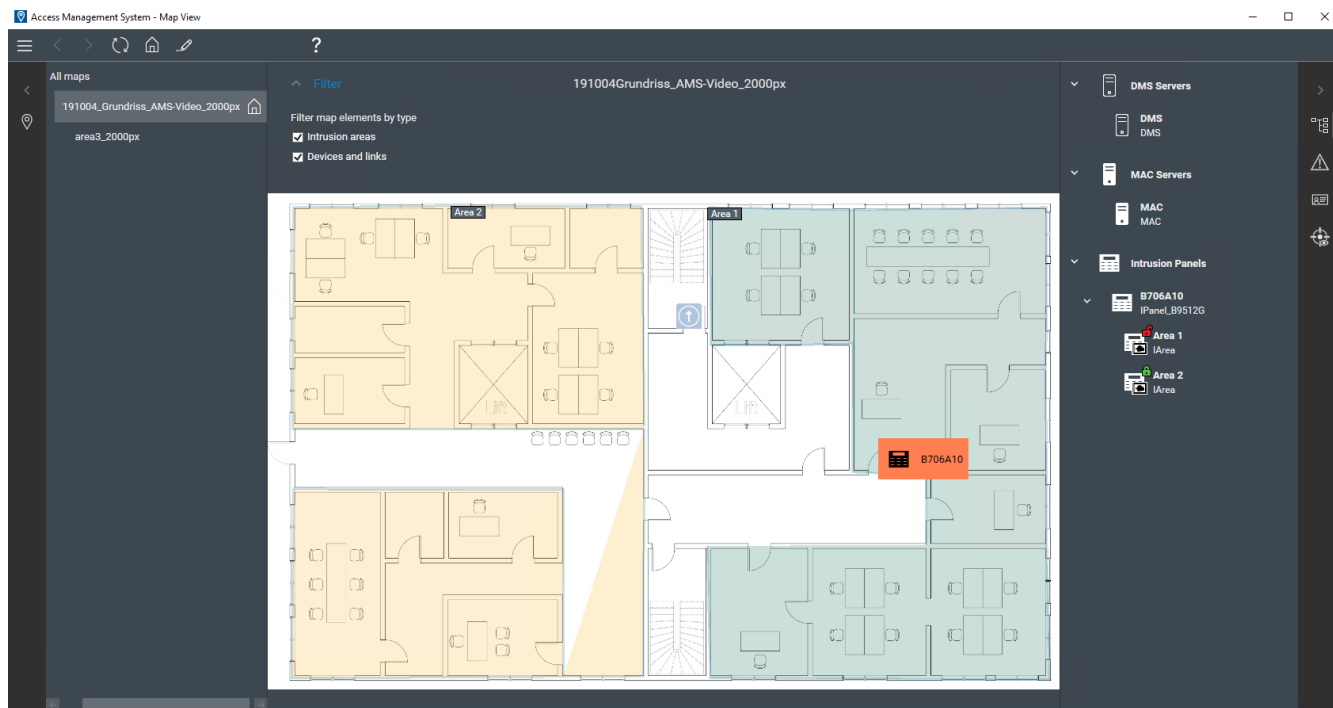 Access Management System - Map View
?
All maps
191004_Grundriss_AMS-Video_2000px
area3_2000px
Filter
191004Grundriss_AMS-Video_2000px
Filter map elements by type
Intrusion areas
Devices and links
Area 2
Area 1
Lift
Lift
B706A10
DMS Servers
DMS
DMS
MAC Servers
MAC
MAC
Intrusion Panels
B706A10
IPanel_B9512G
Area 1
IArea
Area 2
IArea